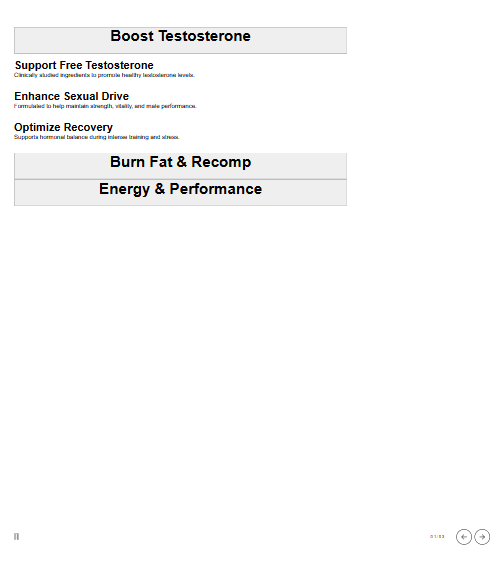 Boost Testosterone
Support Free Testosterone
Clinically studied ingredients to promote healthy testosterone levels.
Enhance Sexual Drive
Formulated to help maintain strength, vitality, and male performance.
Optimize Recovery
Supports hormonal balance during intense training and stress.
Burn Fat & Recomp
Energy & Performance
01:03